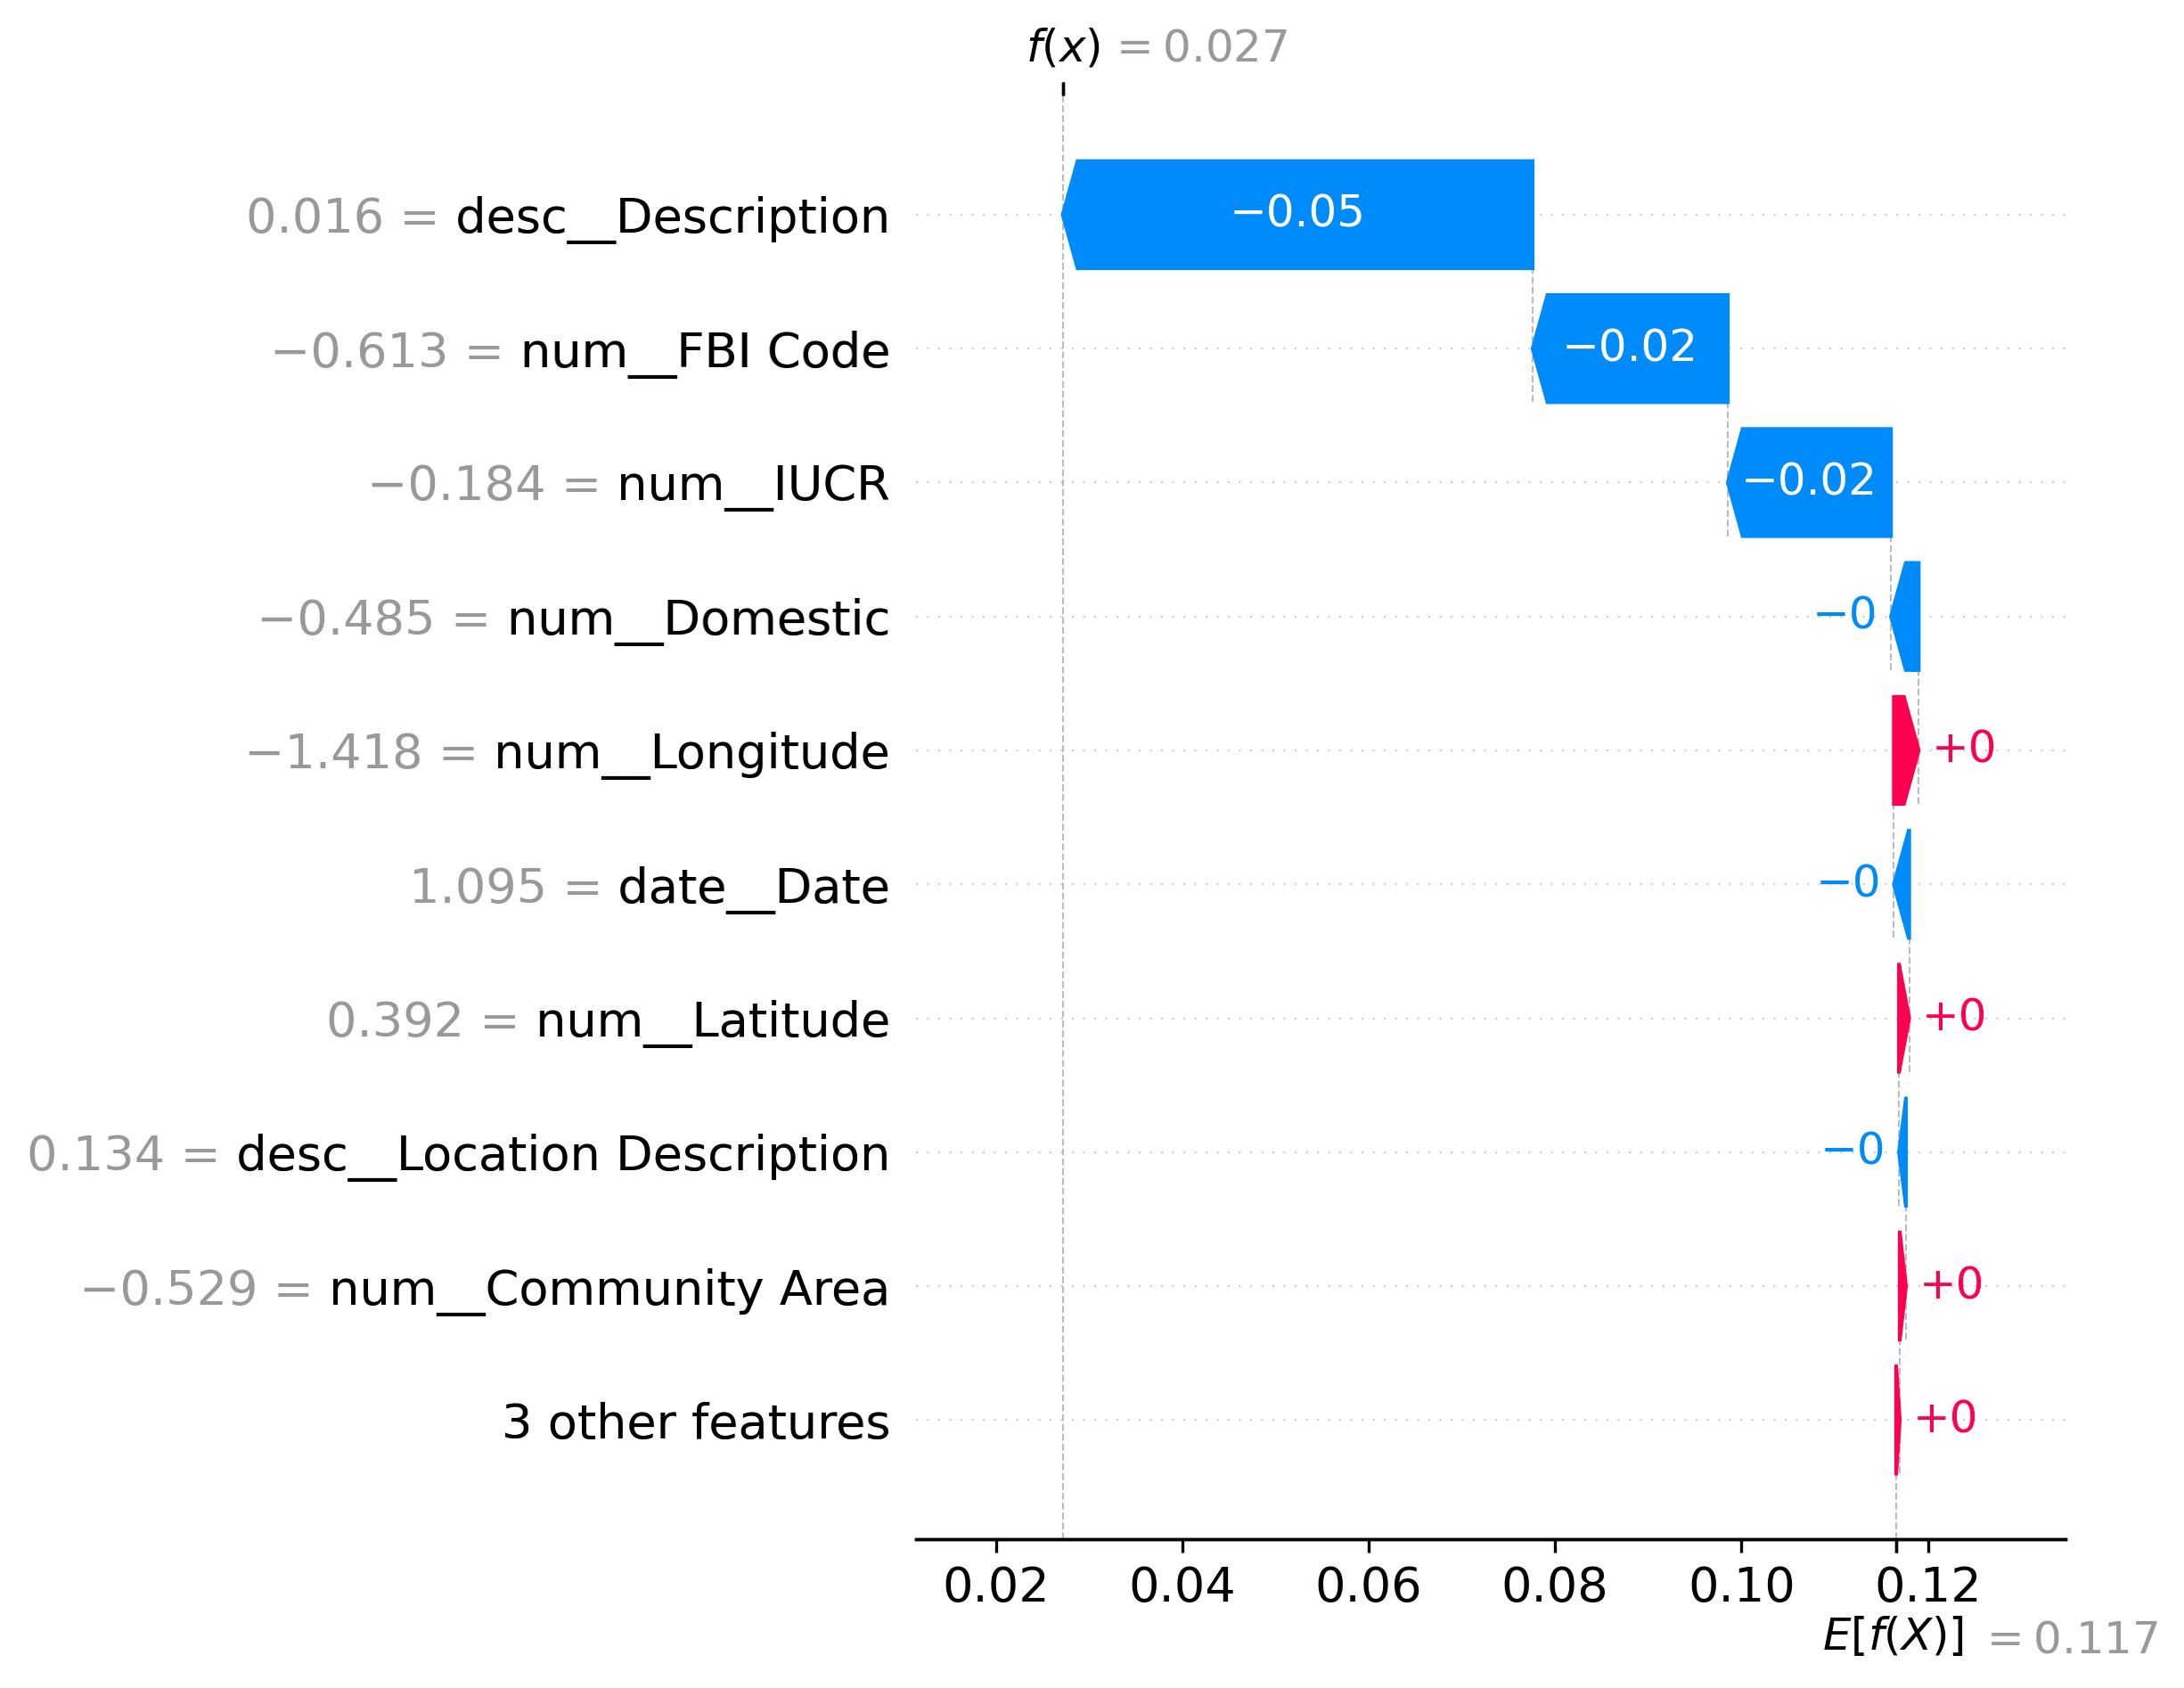 f(x) = 0.027
0.016 = desc__Description
−0.05
−0.613 = num__FBI Code
−0.02
−0.184 = num__IUCR
−0.02
−0.485 = num__Domestic
−0
−1.418 = num__Longitude
+0
1.095 = date__Date
−0
0.392 = num__Latitude
+0
0.134 = desc__Location Description
−0
−0.529 = num__Community Area
+0
3 other features
+0
0.02 0.04 0.06 0.08 0.10 0.12
E[f(X)] = 0.117